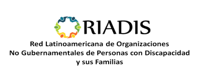 RIADIS
Red Latinoamericana de Organizaciones
No Gubernamentales de Personas con Discapacidad
y sus Familias